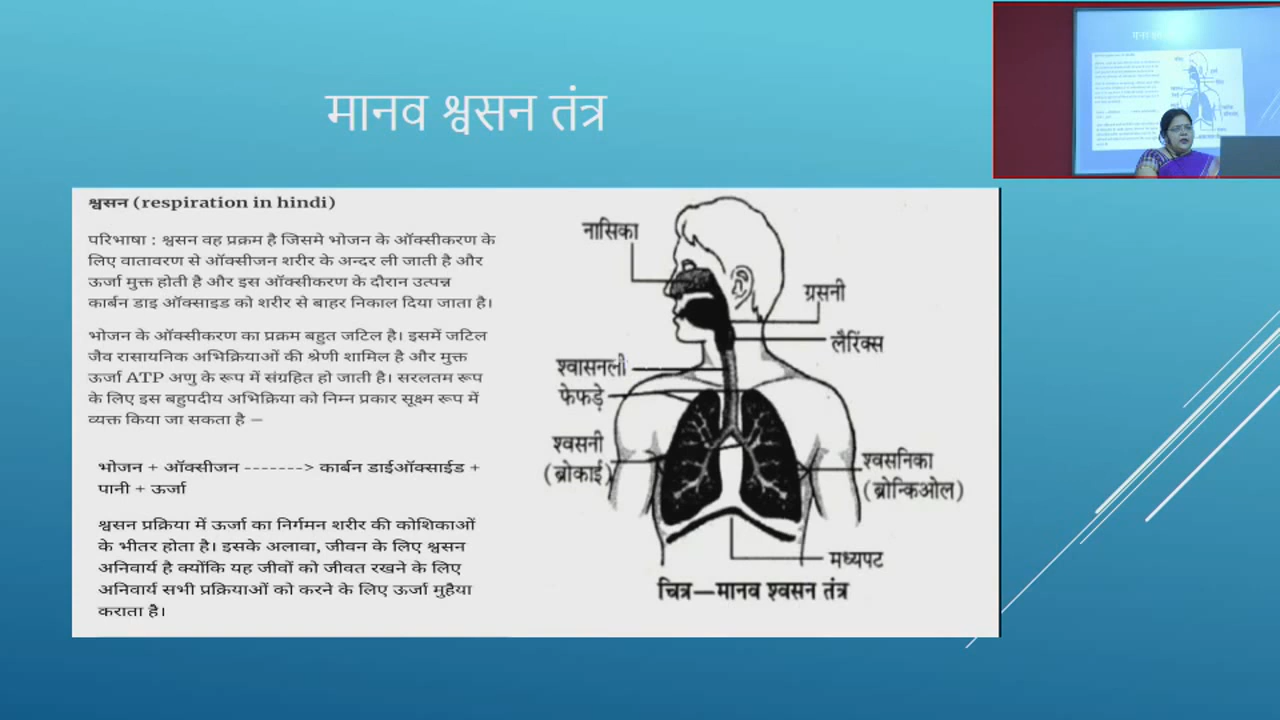 मानव श्वसन तंत्र
श्वसन (respiration in hindi)
परिभाषा : श्वसन वह प्रक्रम है जिसमे भोजन के ऑक्सीकरण के
लिए वातावरण से ऑक्सीजन शरीर के अन्दर ली जाती है और
ऊर्जा मुक्त होती है और इस ऑक्सीकरण के दौरान उत्पन्न
कार्बन डाइ ऑक्साइड को शरीर से बाहर निकाल दिया जाता है।
भोजन के ऑक्सीकरण का प्रक्रम बहुत जटिल है। इसमें जटिल
जैव रासायनिक अभिक्रियाओं की श्रेणी शामिल है और मुक्त
ऊर्जा ATP अणु के रूप में संग्रहित हो जाती है। सरलतम रूप
के लिए इस बहुपदीय अभिक्रिया को निम्न प्रकार सूक्ष्म रूप में
व्यक्त किया जा सकता है –
भोजन + ऑक्सीजन -------> कार्बन डाईऑक्साईड +
पानी + ऊर्जा
श्वसन प्रक्रिया में ऊर्जा का निर्गमन शरीर की कोशिकाओं
के भीतर होता है। इसके अलावा, जीवन के लिए श्वसन
अनिवार्य है क्योंकि यह जीवों को जीवत रखने के लिए
अनिवार्य सभी प्रक्रियाओं को करने के लिए ऊर्जा मुहैया
कराता है।
नासिका
ग्रसनी
लैरिंक्स
श्वासनली
फेफड़े
श्वसनी
(ब्रोकाई)
श्वसनिका
(ब्रोन्किओल)
मध्यपट
चित्र—मानव श्वसन तंत्र